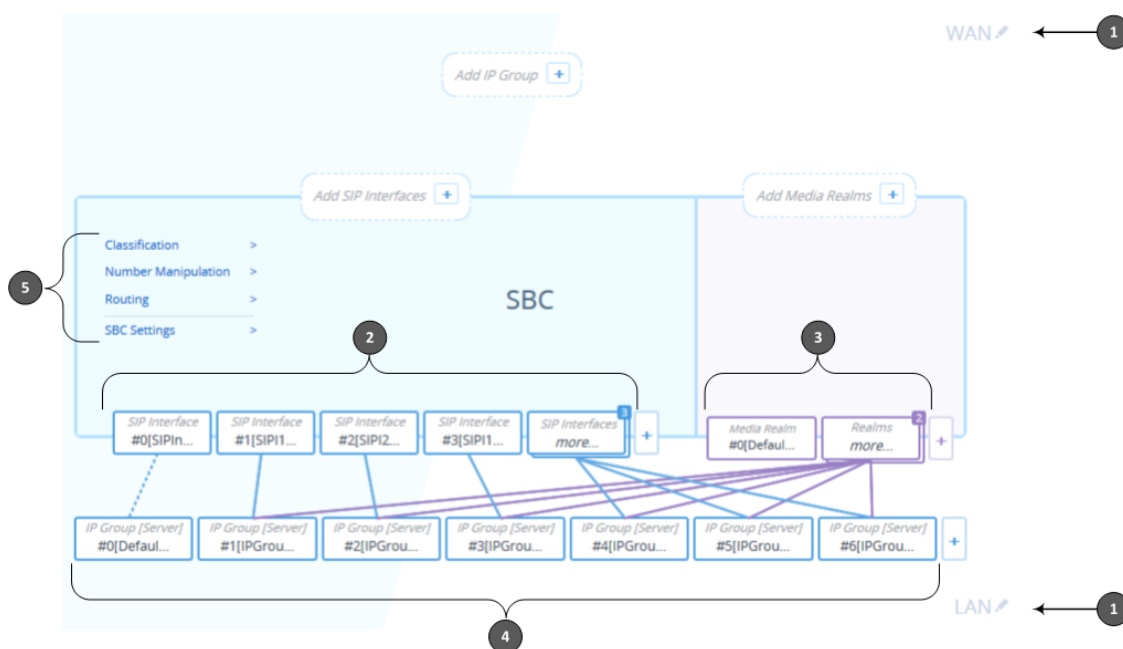 WAN
1
Add IP Group +
Add SIP Interfaces +
Add Media Realms +
Classification >
Number Manipulation >
Routing >
SBC Settings >
5
SBC
2
3
SIP Interface
#0[SIPIn...
SIP Interface
#1[SIPI1...
SIP Interface
#2[SIPI2...
SIP Interface
#3[SIPI1...
3
SIP Interfaces
more...
+
Media Realm
#0[Defaul...
2
Realms
more...
+
IP Group [Server]
#0[Defaul...
IP Group [Server]
#1[IPGrou...
IP Group [Server]
#2[IPGrou...
IP Group [Server]
#3[IPGrou...
IP Group [Server]
#4[IPGrou...
IP Group [Server]
#5[IPGrou...
IP Group [Server]
#6[IPGrou...
+
4
LAN
1